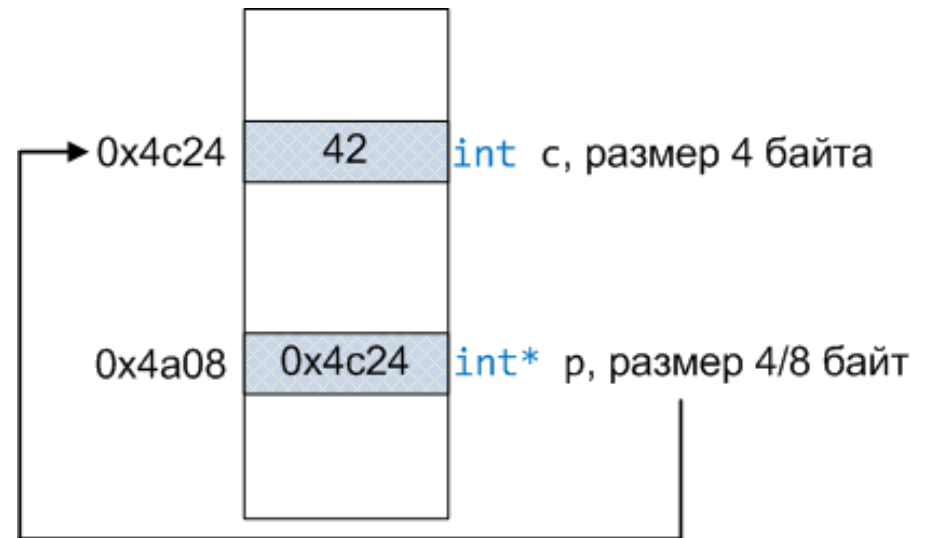 0x4c24 42 int c, размер 4 байта
0x4a08 0x4c24 int* p, размер 4/8 байт